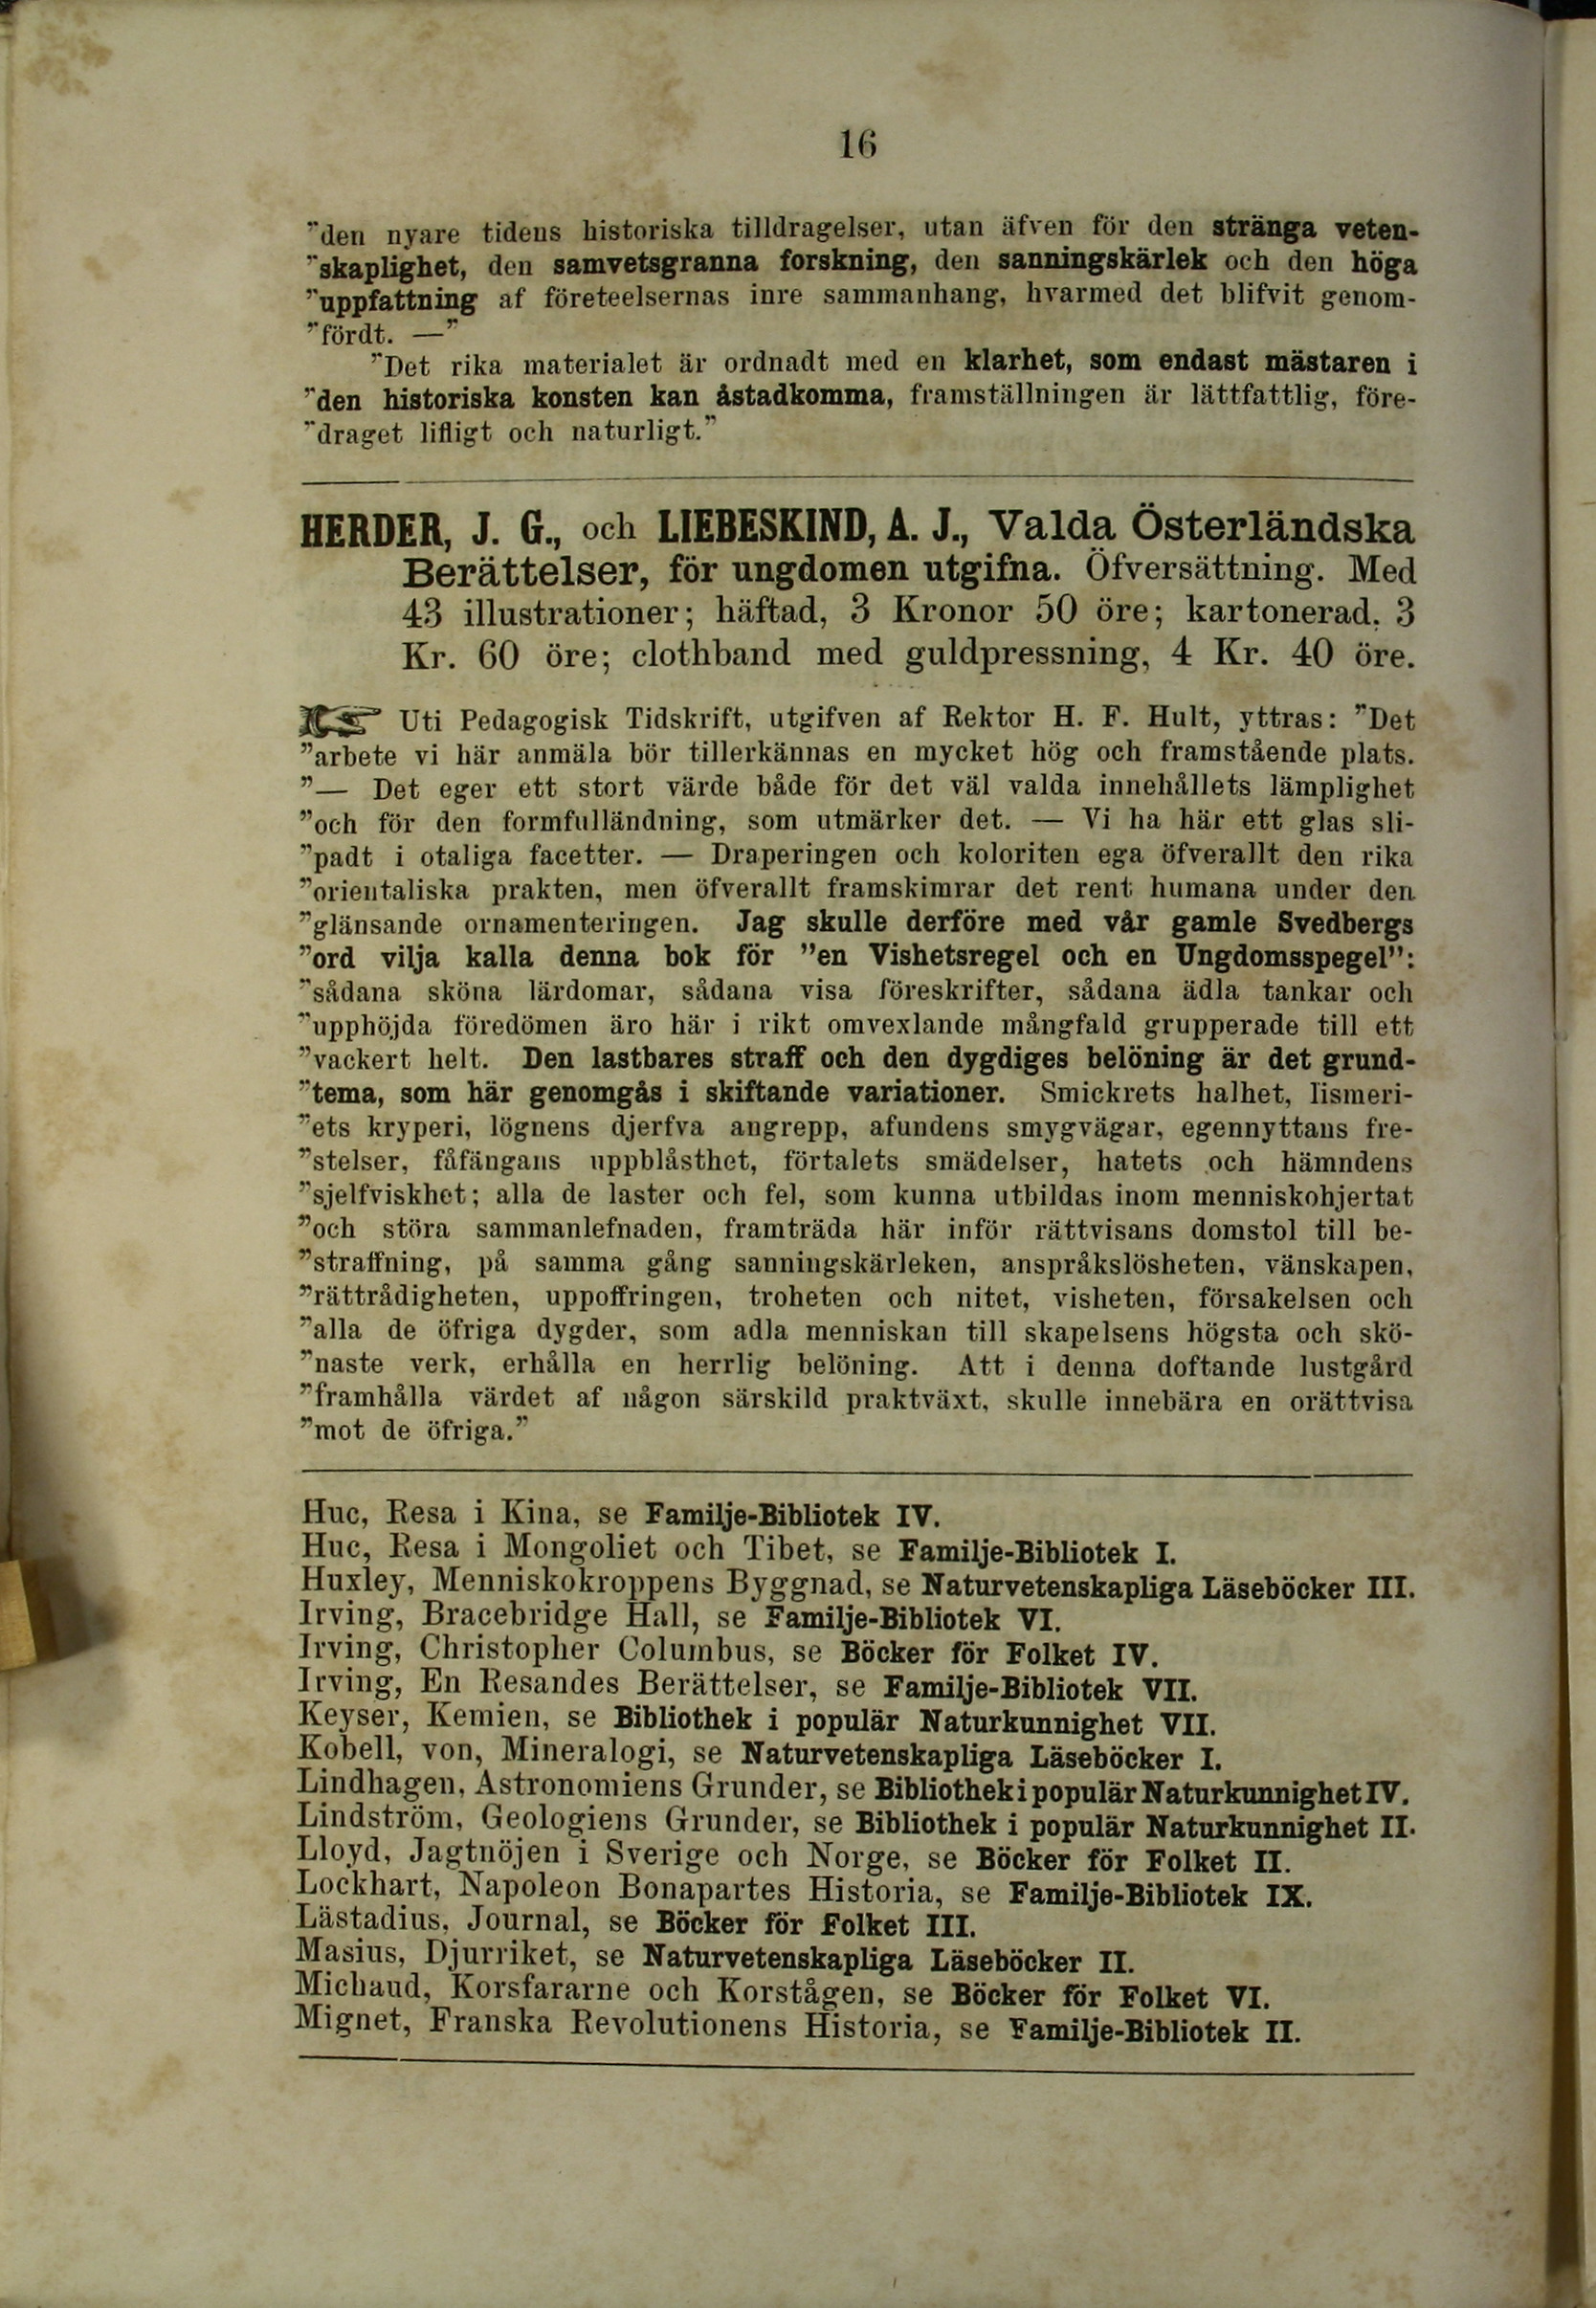 16
”den nyare tidens historiska tilldragelser, utan äfven för den stränga veten-
”skaplighet, den samvetsgranna forskning, den sanningskärlek och den höga
”uppfattning af företeelsernas inre sammanhang, hvarmed det blifvit genom-
”fördt. —”
”Det rika materialet är ordnadt med en klarhet, som endast mästaren i
”den historiska konsten kan åstadkomma, framställningen är lättfattlig, före-
”draget lifligt och naturligt.”
HERDER, J. G., och LIEBESKIND, A. J., Valda Österländska
Berättelser, för ungdomen utgifna. Öfversättning. Med
43 illustrationer; häftad, 3 Kronor 50 öre; kartonerad, 3
Kr. 60 öre; clothband med guldpressning, 4 Kr. 40 öre.
☞ Uti Pedagogisk Tidskrift, utgifven af Rektor H. F. Hult, yttras: ”Det
”arbete vi här anmäla bör tillerkännas en mycket hög och framstående plats.
”— Det eger ett stort värde både för det väl valda innehållets lämplighet
”och för den formfulländning, som utmärker det. — Vi ha här ett glas sli-
”padt i otaliga facetter. — Draperingen och koloriten ega öfverallt den rika
”orientaliska prakten, men öfverallt framskimrar det rent humana under den
”glänsande ornamenteringen. Jag skulle derföre med vår gamle Svedbergs
”ord vilja kalla denna bok för ”en Vishetsregel och en Ungdomsspegel”:
”sådana sköna lärdomar, sådana visa föreskrifter, sådana ädla tankar och
”upphöjda föredömen äro här i rikt omvexlande mångfald grupperade till ett
”vackert helt. Den lastbares straff och den dygdiges belöning är det grund-
”tema, som här genomgås i skiftande variationer. Smickrets halhet, lismeri-
”ets kryperi, lögnens djerfva angrepp, afundens smygvägar, egennyttans fre-
”stelser, fåfängans uppblåsthet, förtalets smädelser, hatets och hämndens
”sjelfviskhet; alla de laster och fel, som kunna utbildas inom menniskohjertat
”och störa sammanlefnaden, framträda här inför rättvisans domstol till be-
”straffning, på samma gång sanningskärleken, anspråkslösheten, vänskapen,
”rättrådigheten, uppoffringen, troheten och nitet, visheten, försakelsen och
”alla de öfriga dygder, som adla menniskan till skapelsens högsta och skö-
”naste verk, erhålla en herrlig belöning. Att i denna doftande lustgård
”framhålla värdet af någon särskild praktväxt, skulle innebära en orättvisa
”mot de öfriga.”
Huc, Resa i Kina, se Familje-Bibliotek IV.
Huc, Resa i Mongoliet och Tibet, se Familje-Bibliotek I.
Huxley, Menniskokroppens Byggnad, se Naturvetenskapliga Läseböcker III.
Irving, Bracebridge Hall, se Familje-Bibliotek VI.
Irving, Christopher Columbus, se Böcker för Folket IV.
Irving, En Resandes Berättelser, se Familje-Bibliotek VII.
Keyser, Kemien, se Bibliothek i populär Naturkunnighet VII.
Kobell, von, Mineralogi, se Naturvetenskapliga Läseböcker I.
Lindhagen, Astronomiens Grunder, se Bibliothek i populär Naturkunnighet IV.
Lindström, Geologiens Grunder, se Bibliothek i populär Naturkunnighet II.
Lloyd, Jagtnöjen i Sverige och Norge, se Böcker för Folket II.
Lockhart, Napoleon Bonapartes Historia, se Familje-Bibliotek IX.
Lästadius, Journal, se Böcker för Folket III.
Masius, Djurriket, se Naturvetenskapliga Läseböcker II.
Michaud, Korsfararne och Korstågen, se Böcker för Folket VI.
Mignet, Franska Revolutionens Historia, se Familje-Bibliotek II.